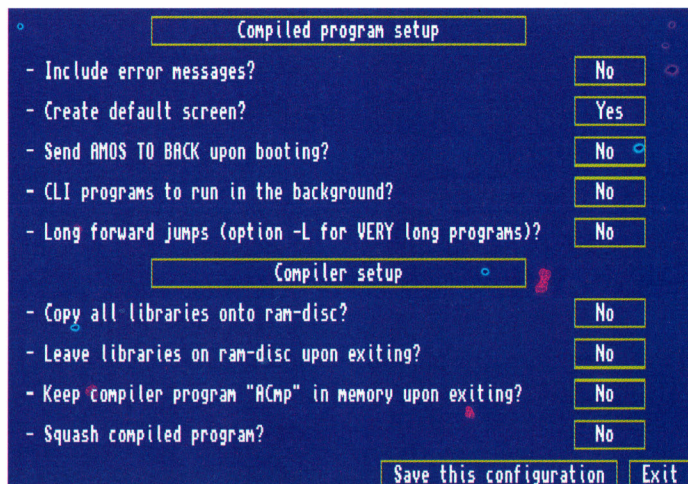 Compiled program setup
- Include error messages? No
- Create default screen? Yes
- Send AMOS TO BACK upon booting? No
- CLI programs to run in the background? No
- Long forward jumps (option -L for VERY long programs)? No
Compiler setup
- Copy all libraries onto ram-disc? No
- Leave libraries on ram-disc upon exiting? No
- Keep compiler program "ACmp" in memory upon exiting? No
- Squash compiled program? No
Save this configuration Exit